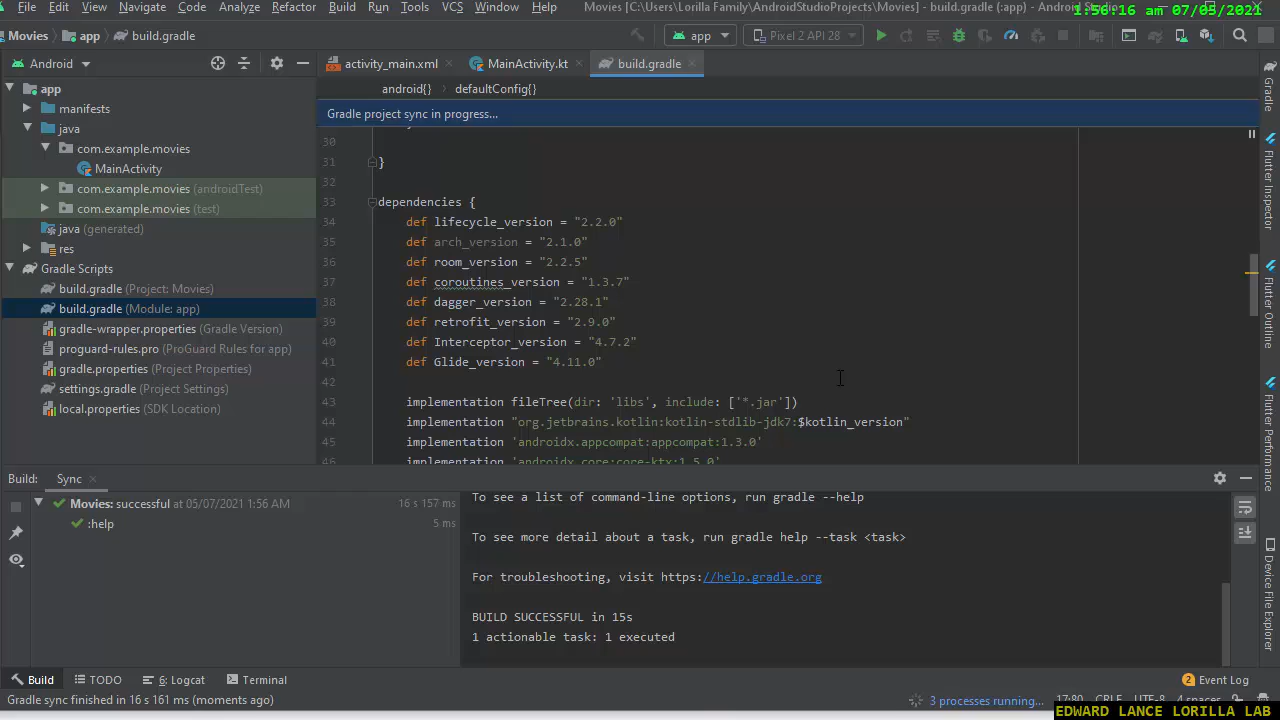 File Edit View Navigate Code Analyze Refactor Build Run Tools VCS Window Help Movies [C:\Users\Lorilla Family\AndroidStudioProjects\Movies] - build.gradle (:app) - Android
1:56:16 am 07/05/2021
Movies app build.gradle app Pixel 2 API 28
Android activity_main.xml MainActivity.kt build.gradle
android{} defaultConfig{}
Gradle project sync in progress...
app
manifests
java
com.example.movies
MainActivity
com.example.movies (androidTest)
com.example.movies (test)
java (generated)
res
Gradle Scripts
build.gradle (Project: Movies)
build.gradle (Module: app)
gradle-wrapper.properties (Gradle Version)
proguard-rules.pro (ProGuard Rules for app)
gradle.properties (Project Properties)
settings.gradle (Project Settings)
local.properties (SDK Location)
30
31 }
32
33 dependencies {
34 def lifecycle_version = "2.2.0"
35 def arch_version = "2.1.0"
36 def room_version = "2.2.5"
37 def coroutines_version = "1.3.7"
38 def dagger_version = "2.28.1"
39 def retrofit_version = "2.9.0"
40 def Interceptor_version = "4.7.2"
41 def Glide_version = "4.11.0"
42
43 implementation fileTree(dir: 'libs', include: ['*.jar'])
44 implementation "org.jetbrains.kotlin:kotlin-stdlib-jdk7:$kotlin_version"
45 implementation 'androidx.appcompat:appcompat:1.3.0'
46 implementation 'androidx.core:core-ktx:1.5.0'
Gradle
Flutter Inspector
Flutter Outline
Flutter Performance
Device File Explorer
Build: Sync
Movies: successful at 05/07/2021 1:56 AM 16 s 157 ms
:help 5 ms
To see a list of command-line options, run gradle --help
To see more detail about a task, run gradle help --task <task>
For troubleshooting, visit https://help.gradle.org
BUILD SUCCESSFUL in 15s
1 actionable task: 1 executed
Build TODO 6: Logcat Terminal 2 Event Log
Gradle sync finished in 16 s 161 ms (moments ago) 3 processes running... 17:80 CRLF UTF-8 4 spaces
EDWARD LANCE LORILLA LAB